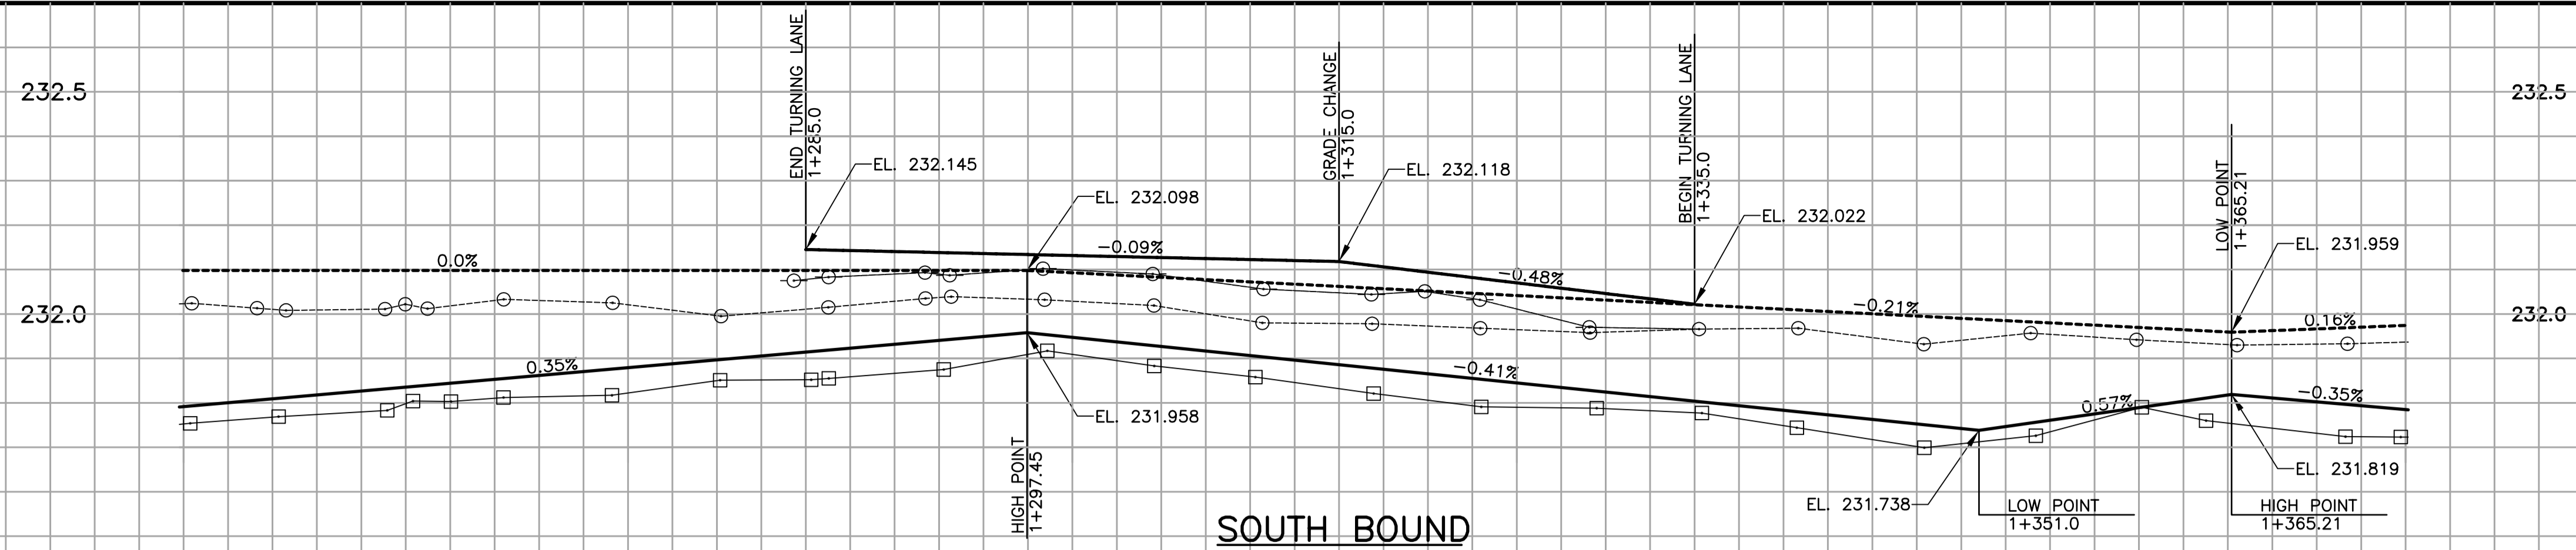 232.5
232.5
END TURNING LANE
1+285.0
GRADE CHANGE
1+315.0
BEGIN TURNING LANE
1+335.0
LOW POINT
1+365.21
EL. 232.145
EL. 232.118
EL. 232.098
EL. 232.022
EL. 231.959
0.0%
-0.09%
-0.48%
-0.21%
0.16%
232.0
232.0
0.35%
-0.41%
0.57%
-0.35%
EL. 231.958
HIGH POINT
1+297.45
EL. 231.819
EL. 231.738
LOW POINT
1+351.0
HIGH POINT
1+365.21
SOUTH BOUND